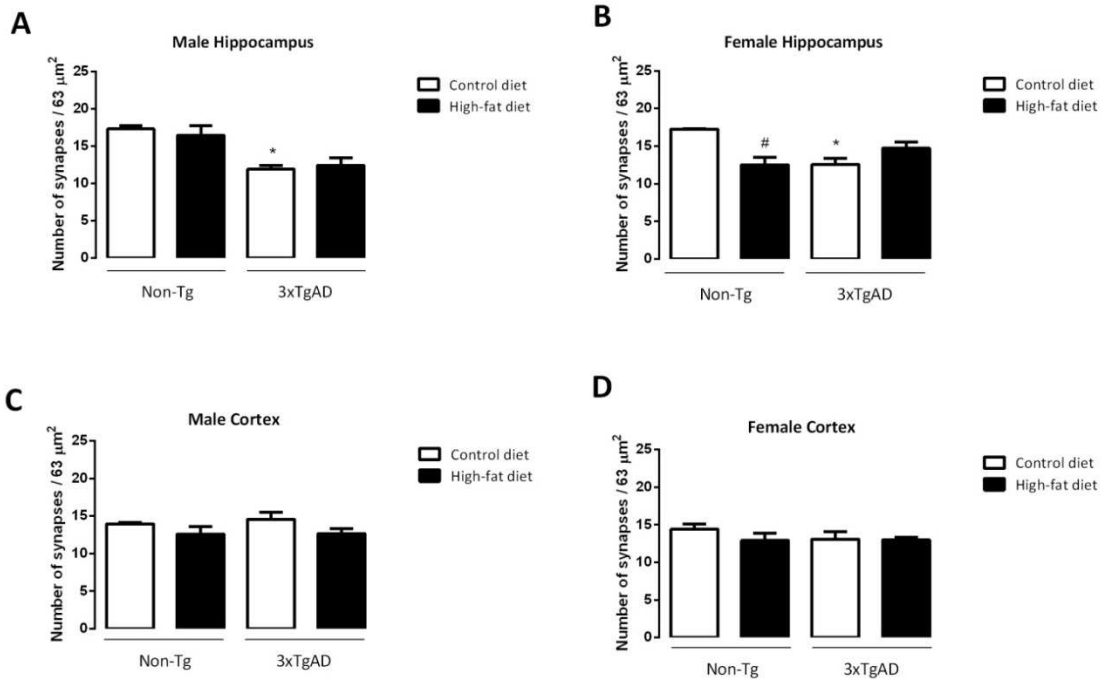 A
Male Hippocampus
Number of synapses / 63 μm²
25
20
15
10
5
0
*
Non-Tg
3xTgAD
Control diet
High-fat diet
B
Female Hippocampus
Number of synapses / 63 μm²
25
20
15
10
5
0
#
*
Non-Tg
3xTgAD
Control diet
High-fat diet
C
Male Cortex
Number of synapses / 63 μm²
25
20
15
10
5
0
Non-Tg
3xTgAD
Control diet
High-fat diet
D
Female Cortex
Number of synapses / 63 μm²
25
20
15
10
5
0
Non-Tg
3xTgAD
Control diet
High-fat diet